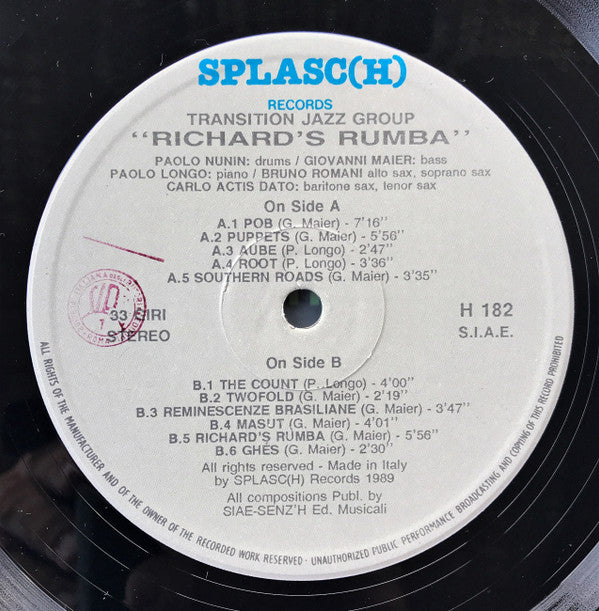 SPLASC(H)
RECORDS
TRANSITION JAZZ GROUP
"RICHARD'S RUMBA"
PAOLO NUNIN: drums / GIOVANNI MAIER: bass
PAOLO LONGO: piano / BRUNO ROMANI alto sax, soprano sax
CARLO ACTIS DATO: baritone sax, tenor sax
On Side A
A.1 POB (G. Maier) - 7'16"
A.2 PUPPETS (G. Maier) - 5'56"
A.3 AUBE (P. Longo) - 2'47"
A.4 ROOT (P. Longo) - 3'36"
A.5 SOUTHERN ROADS (G. Maier) - 3'35"
33 GIRI
STEREO
H 182
S.I.A.E.
On Side B
B.1 THE COUNT (P. Longo) - 4'00"
B.2 TWOFOLD (G. Maier) - 2'19"
B.3 REMINESCENZE BRASILIANE (G. Maier) - 3'47"
B.4 MASUT (G. Maier) - 4'01"
B.5 RICHARD'S RUMBA (G. Maier) - 5'56"
B.6 GHES (G. Maier) - 2'30"
All rights reserved - Made in Italy
by SPLASC(H) Records 1989
All compositions Publ. by
SIAE-SENZ'H Ed. Musicali
ALL RIGHTS OF THE MANUFACTURER AND OF THE OWNER OF THE RECORDED WORK RESERVED · UNAUTHORIZED PUBLIC PERFORMANCE BROADCASTING AND COPYING OF THIS RECORD PROHIBITED